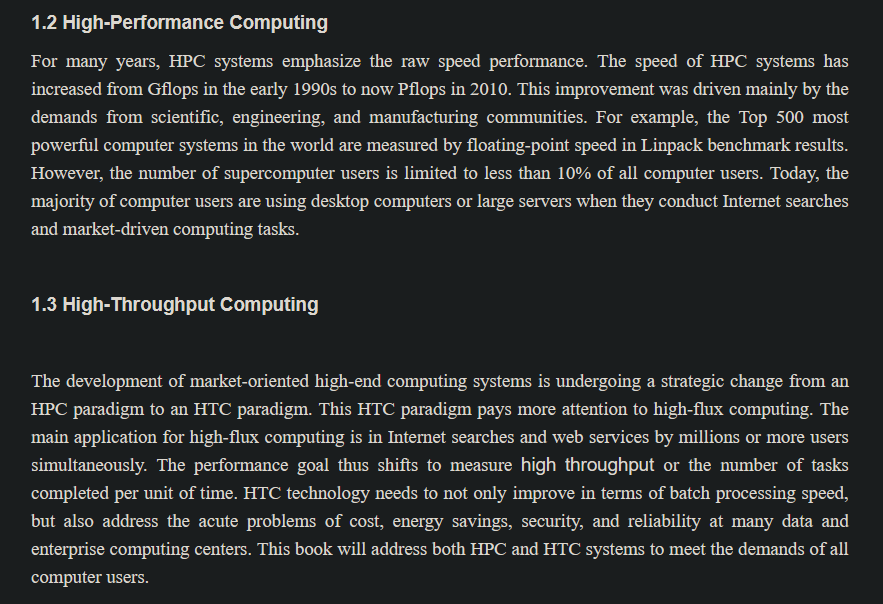 1.2 High-Performance Computing
For many years, HPC systems emphasize the raw speed performance. The speed of HPC systems has
increased from Gflops in the early 1990s to now Pflops in 2010. This improvement was driven mainly by the
demands from scientific, engineering, and manufacturing communities. For example, the Top 500 most
powerful computer systems in the world are measured by floating-point speed in Linpack benchmark results.
However, the number of supercomputer users is limited to less than 10% of all computer users. Today, the
majority of computer users are using desktop computers or large servers when they conduct Internet searches
and market-driven computing tasks.
1.3 High-Throughput Computing
The development of market-oriented high-end computing systems is undergoing a strategic change from an
HPC paradigm to an HTC paradigm. This HTC paradigm pays more attention to high-flux computing. The
main application for high-flux computing is in Internet searches and web services by millions or more users
simultaneously. The performance goal thus shifts to measure high throughput or the number of tasks
completed per unit of time. HTC technology needs to not only improve in terms of batch processing speed,
but also address the acute problems of cost, energy savings, security, and reliability at many data and
enterprise computing centers. This book will address both HPC and HTC systems to meet the demands of all
computer users.